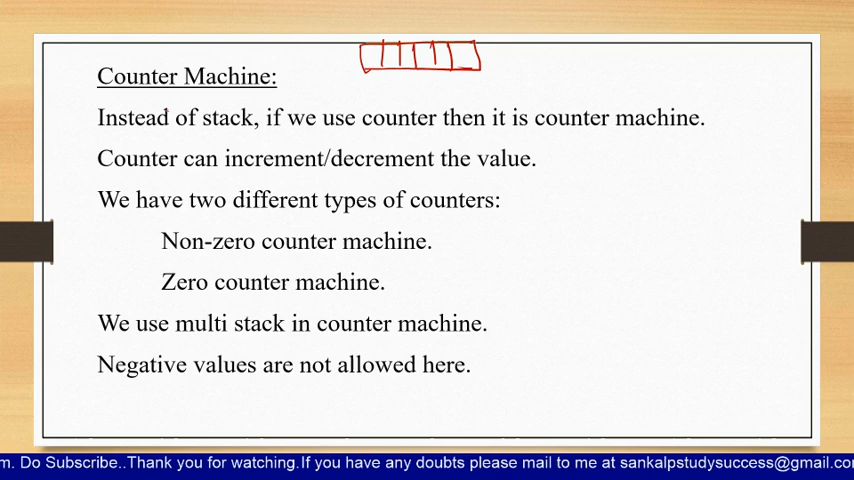 Counter Machine:
Instead of stack, if we use counter then it is counter machine.
Counter can increment/decrement the value.
We have two different types of counters:
Non-zero counter machine.
Zero counter machine.
We use multi stack in counter machine.
Negative values are not allowed here.
m. Do Subscribe..Thank you for watching.If you have any doubts please mail to me at sankalpstudysuccess@gmail.co